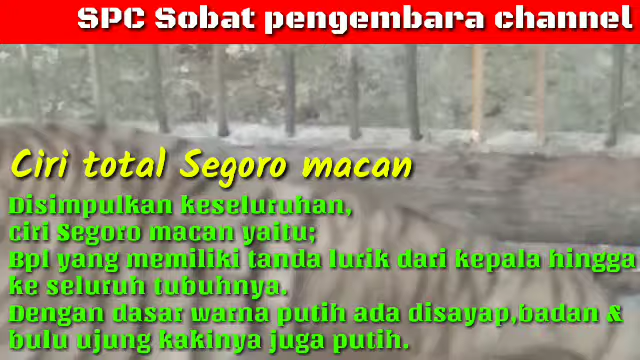 SPC Sobat pengembara channel
Ciri total Segoro macan
Disimpulkan keseluruhan,
ciri Segoro macan yaitu;
Bpl yang memiliki tanda lurik dari kepala hingga
ke seluruh tubuhnya.
Dengan dasar warna putih ada disayap,badan &
bulu ujung kakinya juga putih.